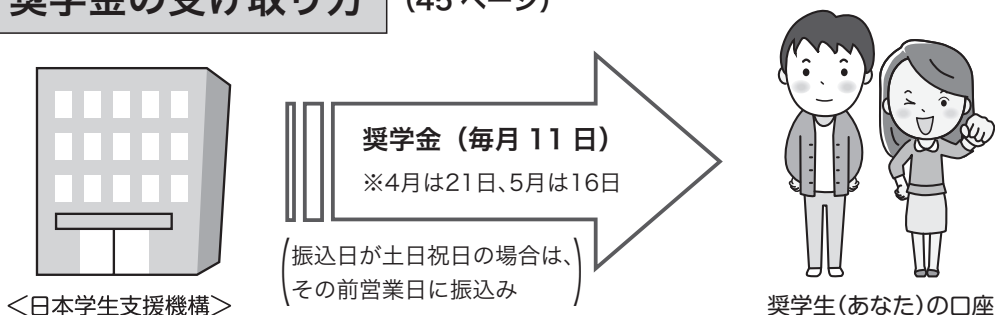 奨学金の受け取り方 (45 ページ)
奨学金(毎月 11 日)
※4月は21日、5月は16日
(振込日が土日祝日の場合は、
その前営業日に振込み)
<日本学生支援機構>
奨学生(あなた)の口座